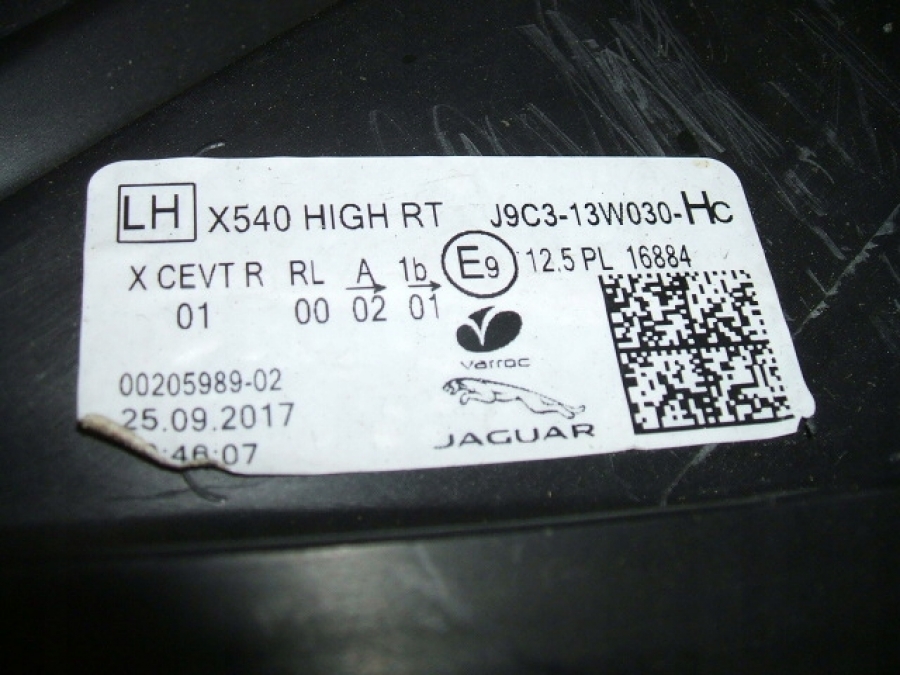 LH X540 HIGH RT J9C3-13W030-Hc
X CEVT R RL A 1b E9 12.5 PL 16884
01 00 02 01
varroc
00205989-02
JAGUAR
25.09.2017
:46:07